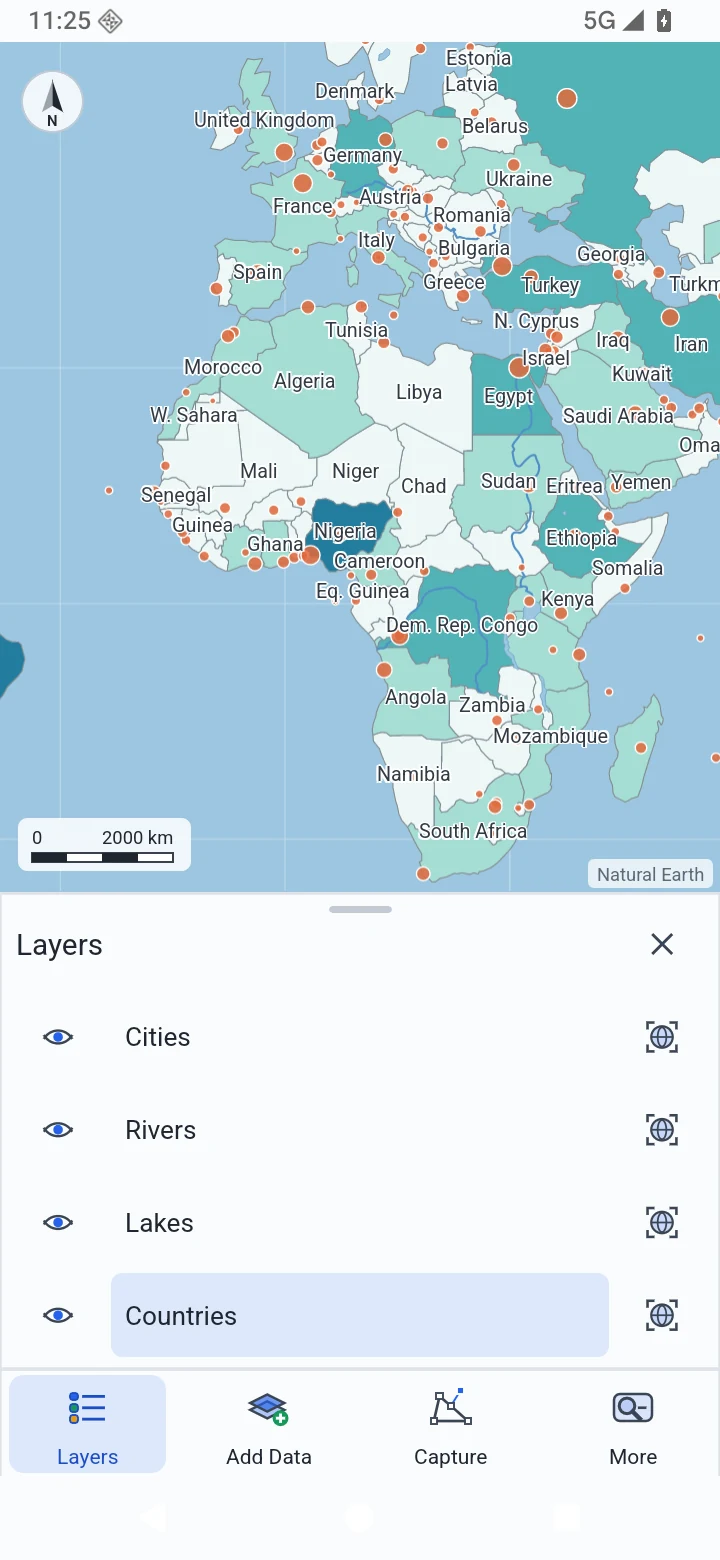 11:25
5G
Estonia
Latvia
Denmark
United Kingdom
Belarus
Germany
Ukraine
Austria
France
Romania
Italy
Bulgaria
Georgia
Spain
Greece
Turkey
Turkm
N
N. Cyprus
Tunisia
Iraq
Iran
Israel
Morocco
Algeria
Libya
Egypt
Kuwait
W. Sahara
Saudi Arabia
Oma
Mali
Niger
Chad
Sudan
Eritrea
Yemen
Senegal
Guinea
Ghana
Nigeria
Ethiopia
Cameroon
Somalia
Eq. Guinea
Kenya
Dem. Rep. Congo
Angola
Zambia
Mozambique
Namibia
South Africa
0 2000 km
Natural Earth
Layers
Cities
Rivers
Lakes
Countries
Layers
Add Data
Capture
More